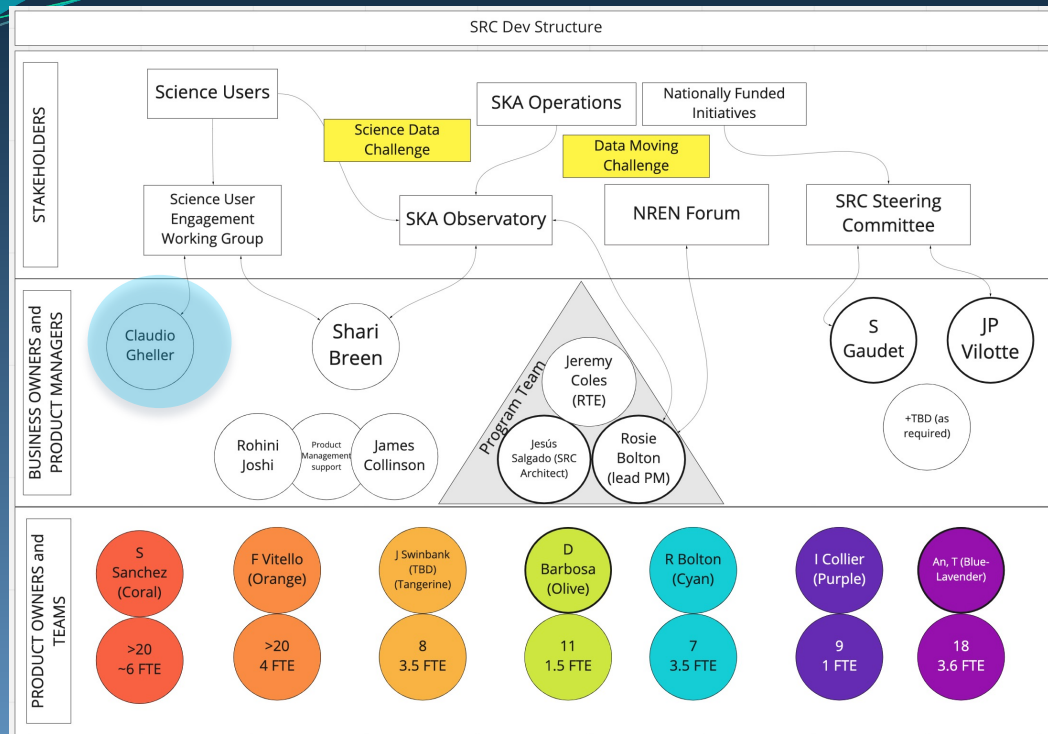 SRC Dev Structure
STAKEHOLDERS
Science Users
SKA Operations
Nationally Funded
Initiatives
Science Data
Challenge
Data Moving
Challenge
Science User
Engagement
Working Group
SKA Observatory
NREN Forum
SRC Steering
Committee
BUSINESS OWNERS and
PRODUCT MANAGERS
Claudio
Gheller
Shari
Breen
Program Team
Jeremy
Coles
(RTE)
S
Gaudet
JP
Vilotte
Rohini
Joshi
Product
Management
support
James
Collinson
Jesús
Salgado (SRC
Architect)
Rosie
Bolton
(lead PM)
+TBD (as
required)
PRODUCT OWNERS and
TEAMS
S
Sanchez
(Coral)
F Vitello
(Orange)
J Swinbank
(TBD)
(Tangerine)
D
Barbosa
(Olive)
R Bolton
(Cyan)
I Collier
(Purple)
An, T (Blue-
Lavender)
>20
~6 FTE
>20
4 FTE
8
3.5 FTE
11
1.5 FTE
7
3.5 FTE
9
1 FTE
18
3.6 FTE